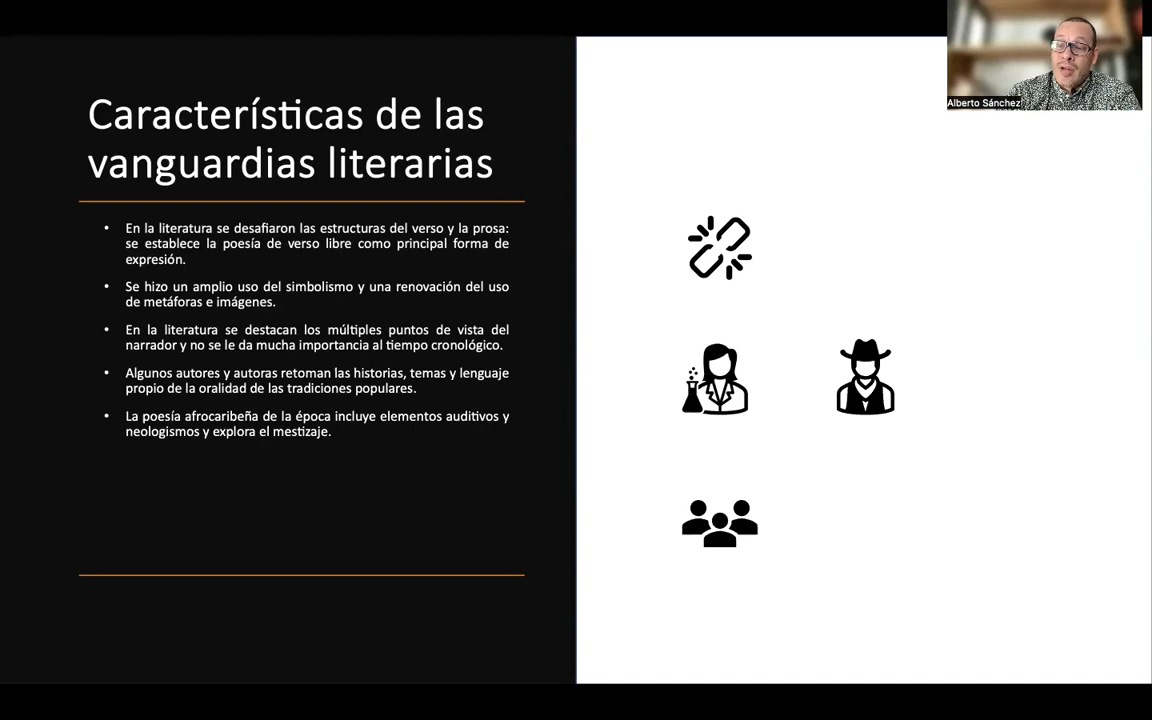 Alberto Sánchez
Características de las
vanguardias literarias
• En la literatura se desafiaron las estructuras del verso y la prosa:
se establece la poesía de verso libre como principal forma de
expresión.
• Se hizo un amplio uso del simbolismo y una renovación del uso
de metáforas e imágenes.
• En la literatura se destacan los múltiples puntos de vista del
narrador y no se le da mucha importancia al tiempo cronológico.
• Algunos autores y autoras retoman las historias, temas y lenguaje
propio de la oralidad de las tradiciones populares.
• La poesía afrocaribeña de la época incluye elementos auditivos y
neologismos y explora el mestizaje.